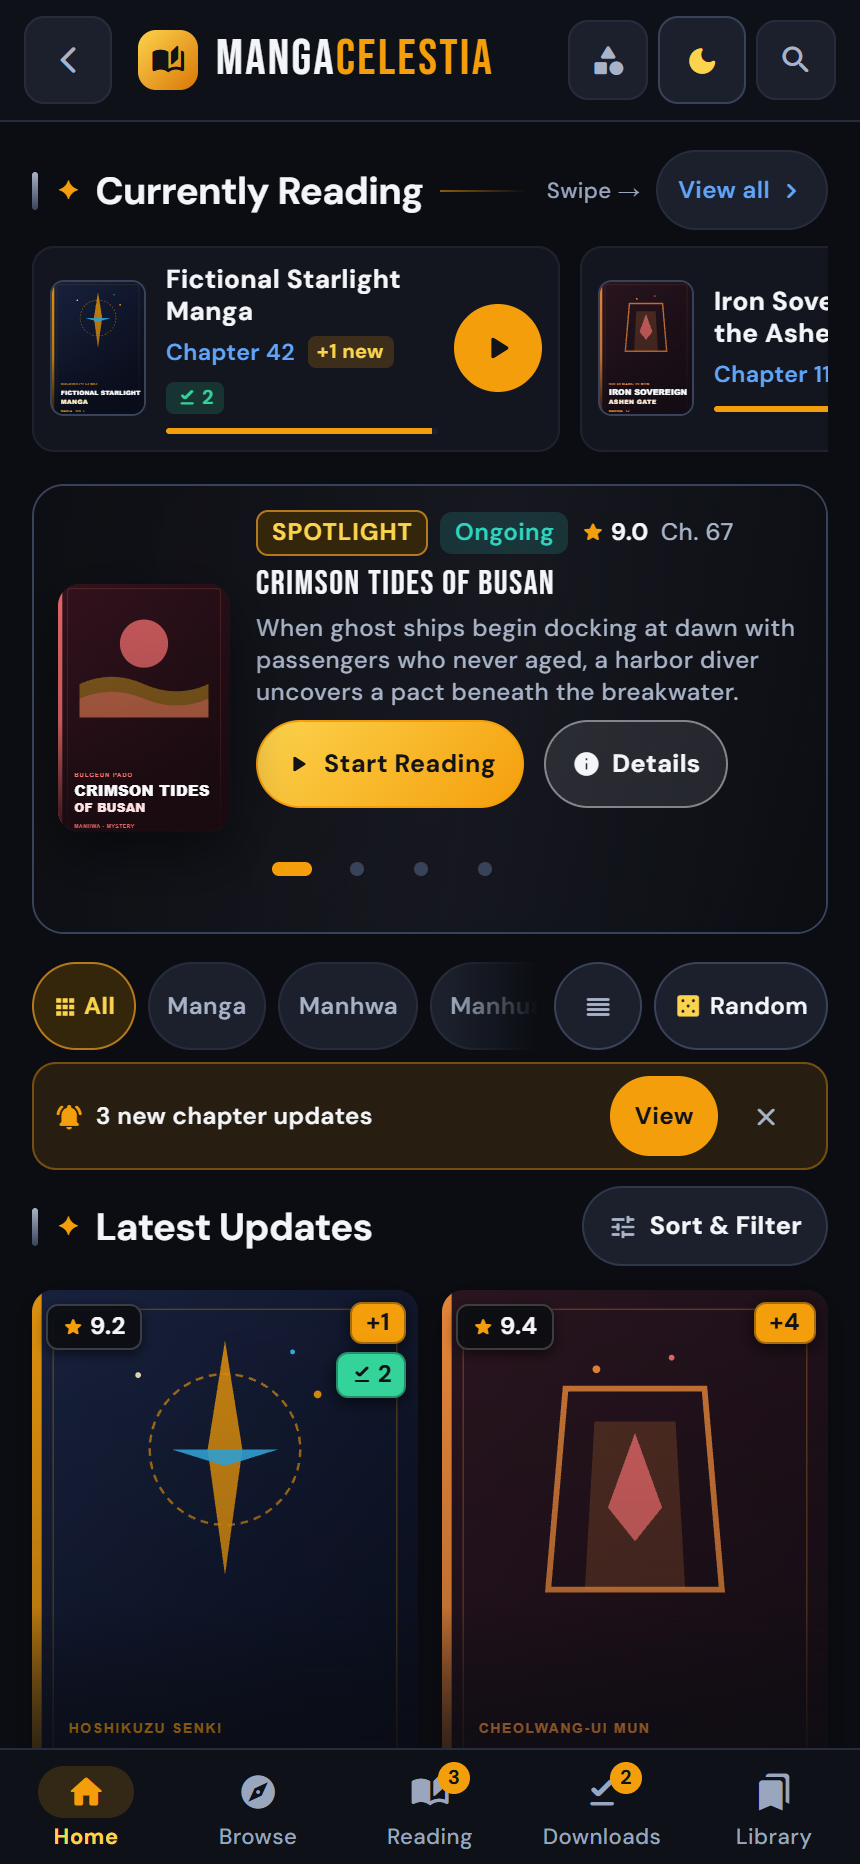 MANGACELESTIA
Currently Reading
Swipe →
View all
Fictional Starlight
Manga
Chapter 42
+1 new
2
FICTIONAL STARLIGHT
MANGA
Iron Sove
the Ashe
Chapter 11
IRON SOVEREIGN
ASHEN GATE
SPOTLIGHT
Ongoing
9.0
Ch. 67
CRIMSON TIDES OF BUSAN
When ghost ships begin docking at dawn with
passengers who never aged, a harbor diver
uncovers a pact beneath the breakwater.
Start Reading
Details
BULGEUN PADO
CRIMSON TIDES
OF BUSAN
MANHWA · MYSTERY
All
Manga
Manhwa
Manhu
Random
3 new chapter updates
View
Latest Updates
Sort & Filter
9.2
+1
2
HOSHIKUZU SENKI
9.4
+4
CHEOLWANG-UI MUN
Home
Browse
3
Reading
2
Downloads
Library